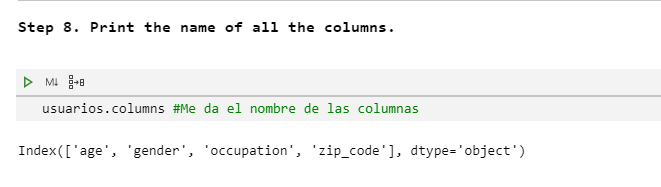 Step 8. Print the name of all the columns.
M↓
usuarios.columns #Me da el nombre de las columnas
Index(['age', 'gender', 'occupation', 'zip_code'], dtype='object')